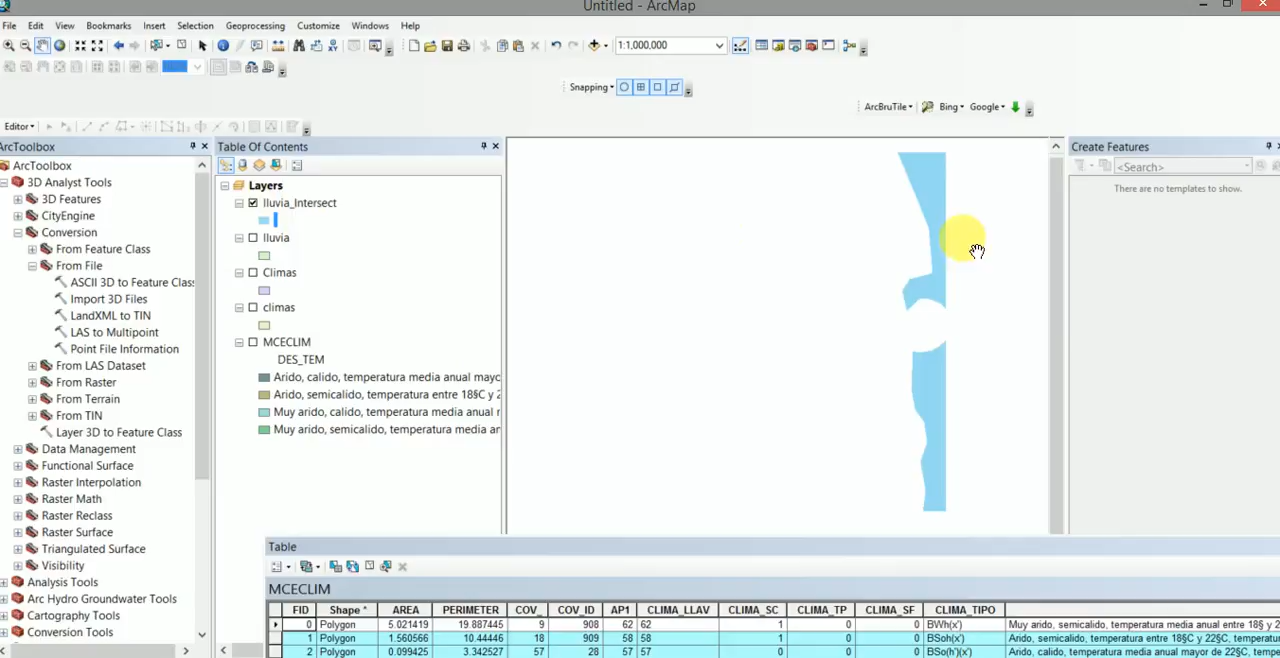 Untitled - ArcMap
File Edit View Bookmarks Insert Selection Geoprocessing Customize Windows Help
1:1,000,000
Snapping
ArcBruTile Bing Google
Editor
ArcToolbox
Table Of Contents
Create Features
ArcToolbox
<Search>
3D Analyst Tools
Layers
There are no templates to show.
3D Features
lluvia_Intersect
CityEngine
Conversion
lluvia
From Feature Class
From File
Climas
ASCII 3D to Feature Clas
Import 3D Files
climas
LandXML to TIN
LAS to Multipoint
MCECLIM
Point File Information
DES_TEM
From LAS Dataset
Arido, calido, temperatura media anual mayo
From Raster
Arido, semicalido, temperatura entre 18§C y 2
From Terrain
Muy arido, calido, temperatura media anual
From TIN
Muy arido, semicalido, temperatura media an
Layer 3D to Feature Class
Data Management
Functional Surface
Raster Interpolation
Raster Math
Raster Reclass
Raster Surface
Triangulated Surface
Visibility
Analysis Tools
Arc Hydro Groundwater Tools
Cartography Tools
Conversion Tools
Table
MCECLIM
FID Shape * AREA PERIMETER COV_ COV_ID AP1 CLIMA_LLAV CLIMA_SC CLIMA_TP CLIMA_SF CLIMA_TIPO
0 Polygon 5.021419 19.887445 9 908 62 62 1 0 0 BWh(x') Muy arido, semicalido, temperatura entre 18§ y 2
1 Polygon 1.560566 10.44446 18 909 58 58 1 0 0 BSoh(x') Arido, semicalido, temperatura entre 18§C y 22§C, temp
2 Polygon 0.099425 3.342527 57 28 57 57 0 0 0 BSo(h')(x') Arido, calido, temperatura media anual mayor de 22§C, tempe